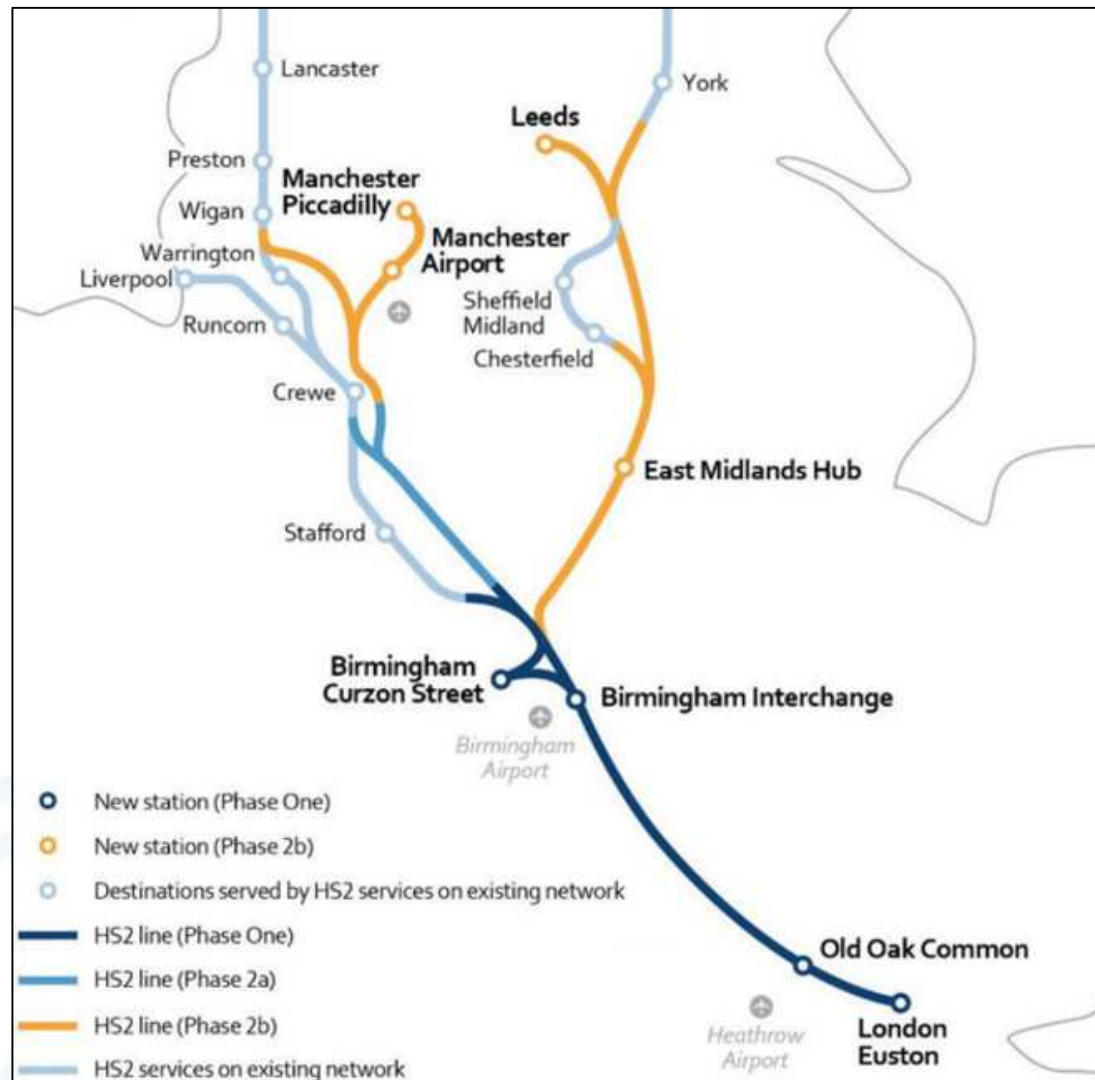 Lancaster
York
Leeds
Preston
Manchester
Piccadilly
Wigan
Manchester
Airport
Warrington
Liverpool
Sheffield
Midland
Runcorn
Chesterfield
Crewe
East Midlands Hub
Stafford
Birmingham
Curzon Street
Birmingham Interchange
Birmingham
Airport
New station (Phase One)
New station (Phase 2b)
Destinations served by HS2 services on existing network
HS2 line (Phase One)
Old Oak Common
HS2 line (Phase 2a)
HS2 line (Phase 2b)
Heathrow
Airport
London
Euston
HS2 services on existing network